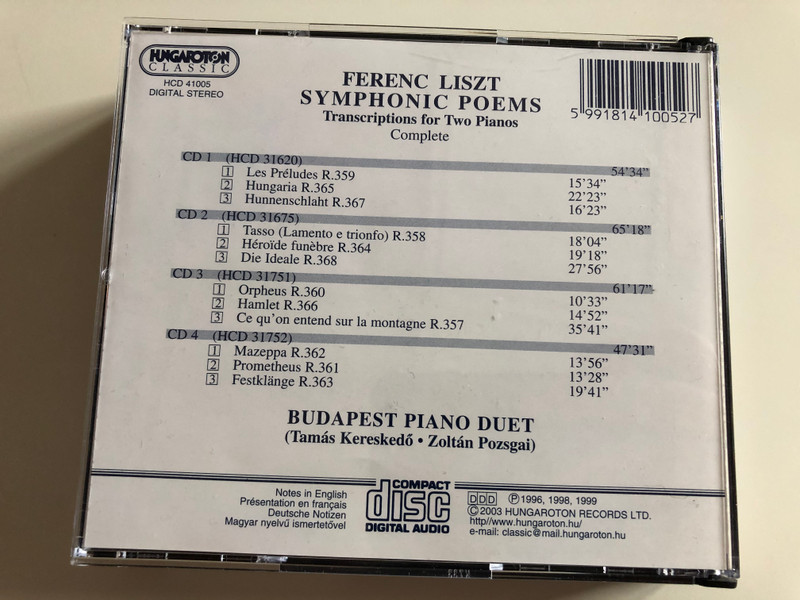 HUNGAROTON
CLASSIC
HCD 41005
DIGITAL STEREO
FERENC LISZT
SYMPHONIC POEMS
Transcriptions for Two Pianos
Complete
5 991814 100527
CD 1 (HCD 31620) 54'34"
1 Les Préludes R.359 15'34"
2 Hungaria R.365 22'23"
3 Hunnenschlaht R.367 16'23"
CD 2 (HCD 31675) 65'18"
1 Tasso (Lamento e trionfo) R.358 18'04"
2 Héroïde funèbre R.364 19'18"
3 Die Ideale R.368 27'56"
CD 3 (HCD 31751) 61'17"
1 Orpheus R.360 10'33"
2 Hamlet R.366 14'52"
3 Ce qu'on entend sur la montagne R.357 35'41"
CD 4 (HCD 31752) 47'31"
1 Mazeppa R.362 13'56"
2 Prometheus R.361 13'28"
3 Festklänge R.363 19'41"
BUDAPEST PIANO DUET
(Tamás Kereskedő • Zoltán Pozsgai)
Notes in English
Présentation en français
Deutsche Notizen
Magyar nyelvű ismertetővel
COMPACT
disc
DIGITAL AUDIO
DDD ℗ 1996, 1998, 1999
© 2003 HUNGAROTON RECORDS LTD.
http//www.hungaroton.hu/
e-mail: classic@mail.hungaroton.hu